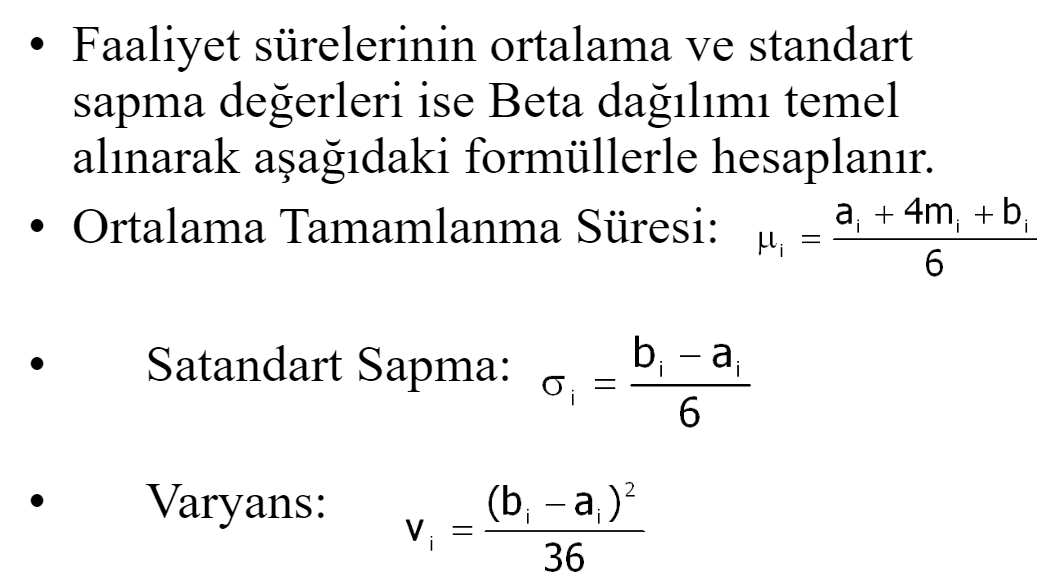 • Faaliyet sürelerinin ortalama ve standart
sapma değerleri ise Beta dağılımı temel
alınarak aşağıdaki formüllerle hesaplanır.
• Ortalama Tamamlanma Süresi: μᵢ = (aᵢ + 4mᵢ + bᵢ) / 6
• Satandart Sapma: σᵢ = (bᵢ − aᵢ) / 6
• Varyans: vᵢ = (bᵢ − aᵢ)² / 36